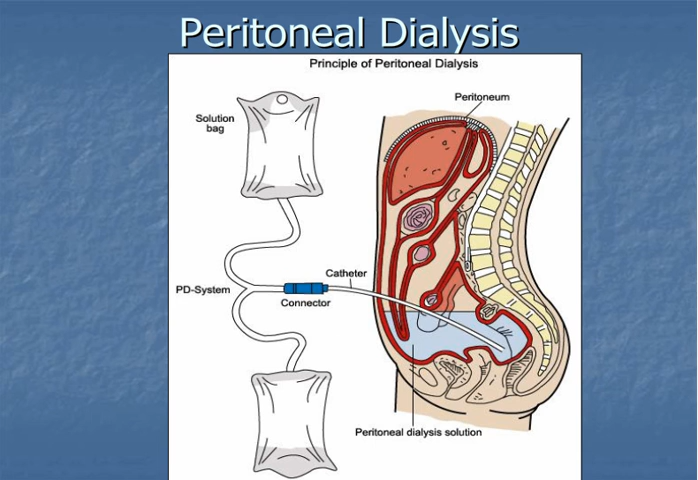 Peritoneal Dialysis
Principle of Peritoneal Dialysis
Peritoneum
Solution
bag
Catheter
PD-System
Connector
Peritoneal dialysis solution